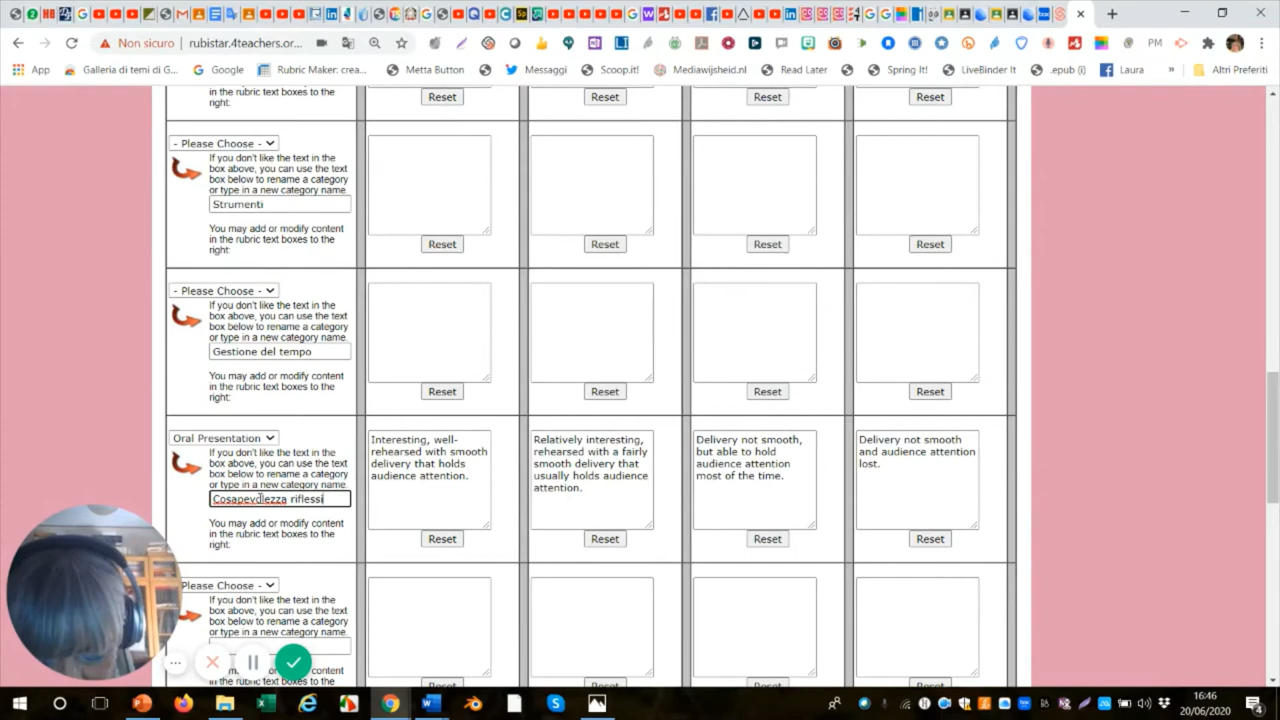 Non sicuro
rubistar.4teachers.or...
PM
App
Galleria di temi di G...
Google
Rubric Maker: crea...
Metta Button
Messaggi
Scoop.it!
Mediawijsheid.nl
Read Later
Spring It!
LiveBinder It
.epub (i)
Laura
»
Altri Preferiti
in the rubric text boxes to the
right:
Reset
Reset
Reset
Reset
- Please Choose -
If you don't like the text in the
box above, you can use the text
box below to rename a category
or type in a new category name.
Strumenti
You may add or modify content
in the rubric text boxes to the
right:
Reset
Reset
Reset
Reset
- Please Choose -
If you don't like the text in the
box above, you can use the text
box below to rename a category
or type in a new category name.
Gestione del tempo
You may add or modify content
in the rubric text boxes to the
right:
Reset
Reset
Reset
Reset
Oral Presentation
If you don't like the text in the
box above, you can use the text
box below to rename a category
or type in a new category name.
Cosapevolezza riflessi
You may add or modify content
in the rubric text boxes to the
right:
Interesting, well-
rehearsed with smooth
delivery that holds
audience attention.
Reset
Relatively interesting,
rehearsed with a fairly
smooth delivery that
usually holds audience
attention.
Reset
Delivery not smooth,
but able to hold
audience attention
most of the time.
Reset
Delivery not smooth
and audience attention
lost.
Reset
Please Choose -
If you don't like the text in the
box above, you can use the text
box below to rename a category
or type in a new category name.
content
in the rubric text boxes to the
Reset
Reset
Reset
Reset
16:46
20/06/2020